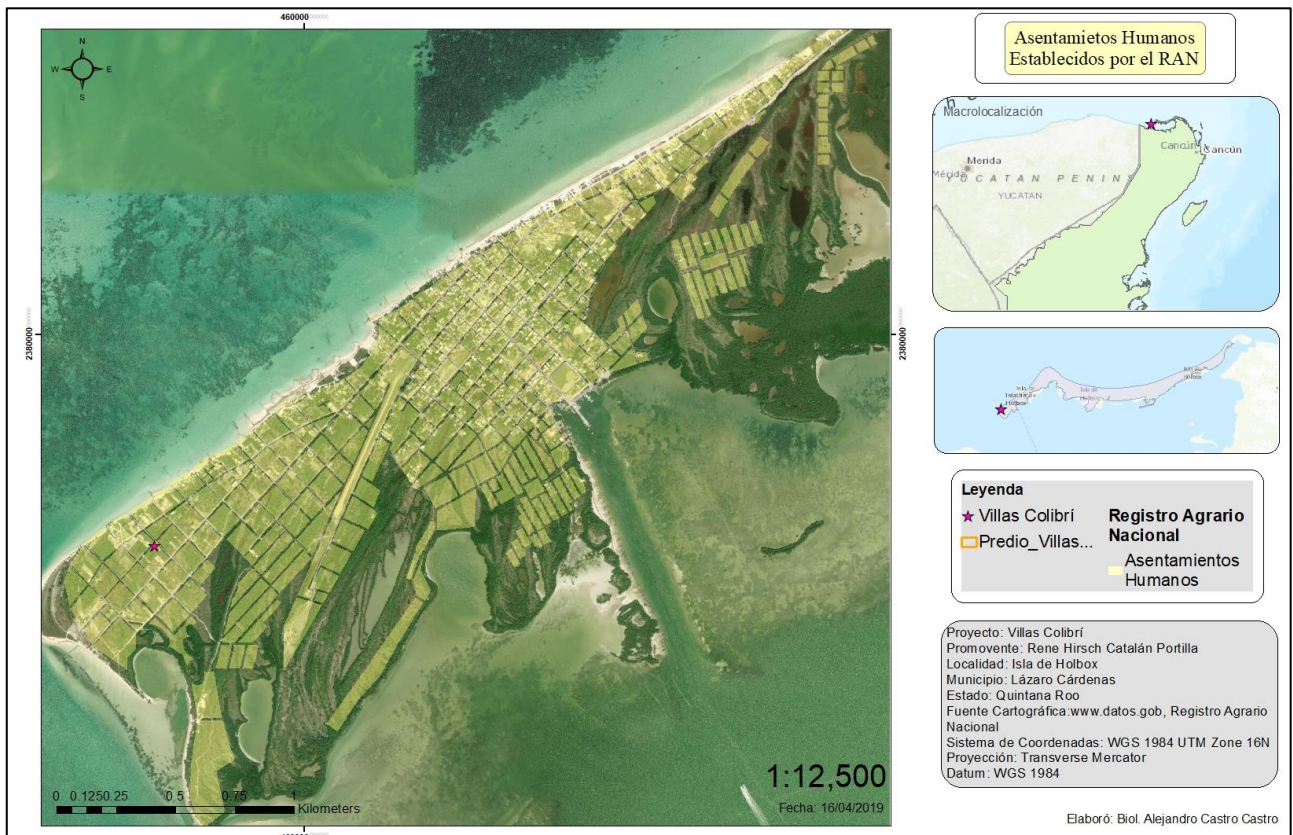 460000
N
W E
S
2380000
2380000
1:12,500
Fecha: 16/04/2019
0 0.1250.25 0.5 0.75 1
Kilometers
Asentamietos Humanos
Establecidos por el RAN
Macrolocalización
Merida
Mérida
Cancún
Cancún
YUCATAN PENINS
YUCATAN
Leyenda
Villas Colibrí
Predio_Villas...
Registro Agrario
Nacional
Asentamientos
Humanos
Proyecto: Villas Colibrí
Promovente: Rene Hirsch Catalán Portilla
Localidad: Isla de Holbox
Municipio: Lázaro Cárdenas
Estado: Quintana Roo
Fuente Cartográfica:www.datos.gob, Registro Agrario
Nacional
Sistema de Coordenadas: WGS 1984 UTM Zone 16N
Proyección: Transverse Mercator
Datum: WGS 1984
Elaboró: Biol. Alejandro Castro Castro